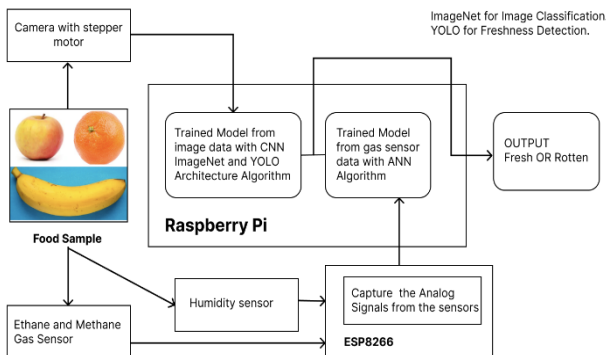 ImageNet for Image Classification.
YOLO for Freshness Detection.
Camera with stepper
motor
Trained Model from
image data with CNN
ImageNet and YOLO
Architecture Algorithm
Trained Model
from gas sensor
data with ANN
Algorithm
OUTPUT
Fresh OR Rotten
Raspberry Pi
Food Sample
Humidity sensor
Capture the Analog
Signals from the sensors
Ethane and Methane
Gas Sensor
ESP8266